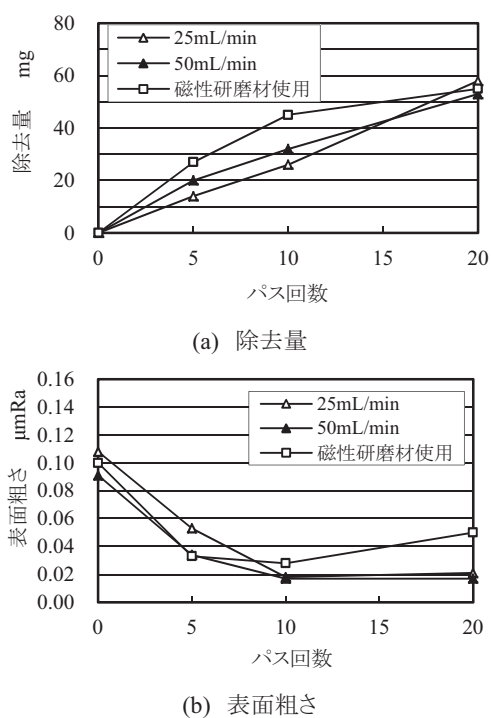 80
60
40
20
0
除去量 mg
25mL/min
50mL/min
磁性研磨材使用
0 5 10 15 20
パス回数
(a) 除去量
0.16
0.14
0.12
0.10
0.08
0.06
0.04
0.02
0.00
表面粗さ μmRa
25mL/min
50mL/min
磁性研磨材使用
0 5 10 15 20
パス回数
(b) 表面粗さ